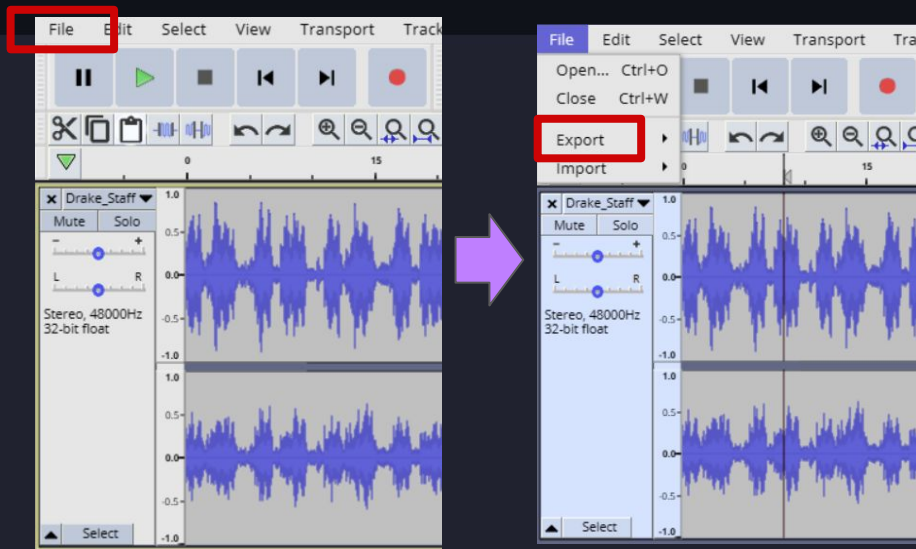 File Edit Select View Transport Track
0 15
Drake_Staff
Mute Solo
- +
L R
Stereo, 48000Hz
32-bit float
Select
1.0
0.5
0.0
-0.5
-1.0
1.0
0.5
0.0
-0.5
-1.0
File Edit Select View Transport Tra
Open... Ctrl+O
Close Ctrl+W
Export
Import
0 15
Drake_Staff
Mute Solo
- +
L R
Stereo, 48000Hz
32-bit float
Select
1.0
0.5
0.0
-0.5
-1.0
1.0
0.5
0.0
-0.5
-1.0